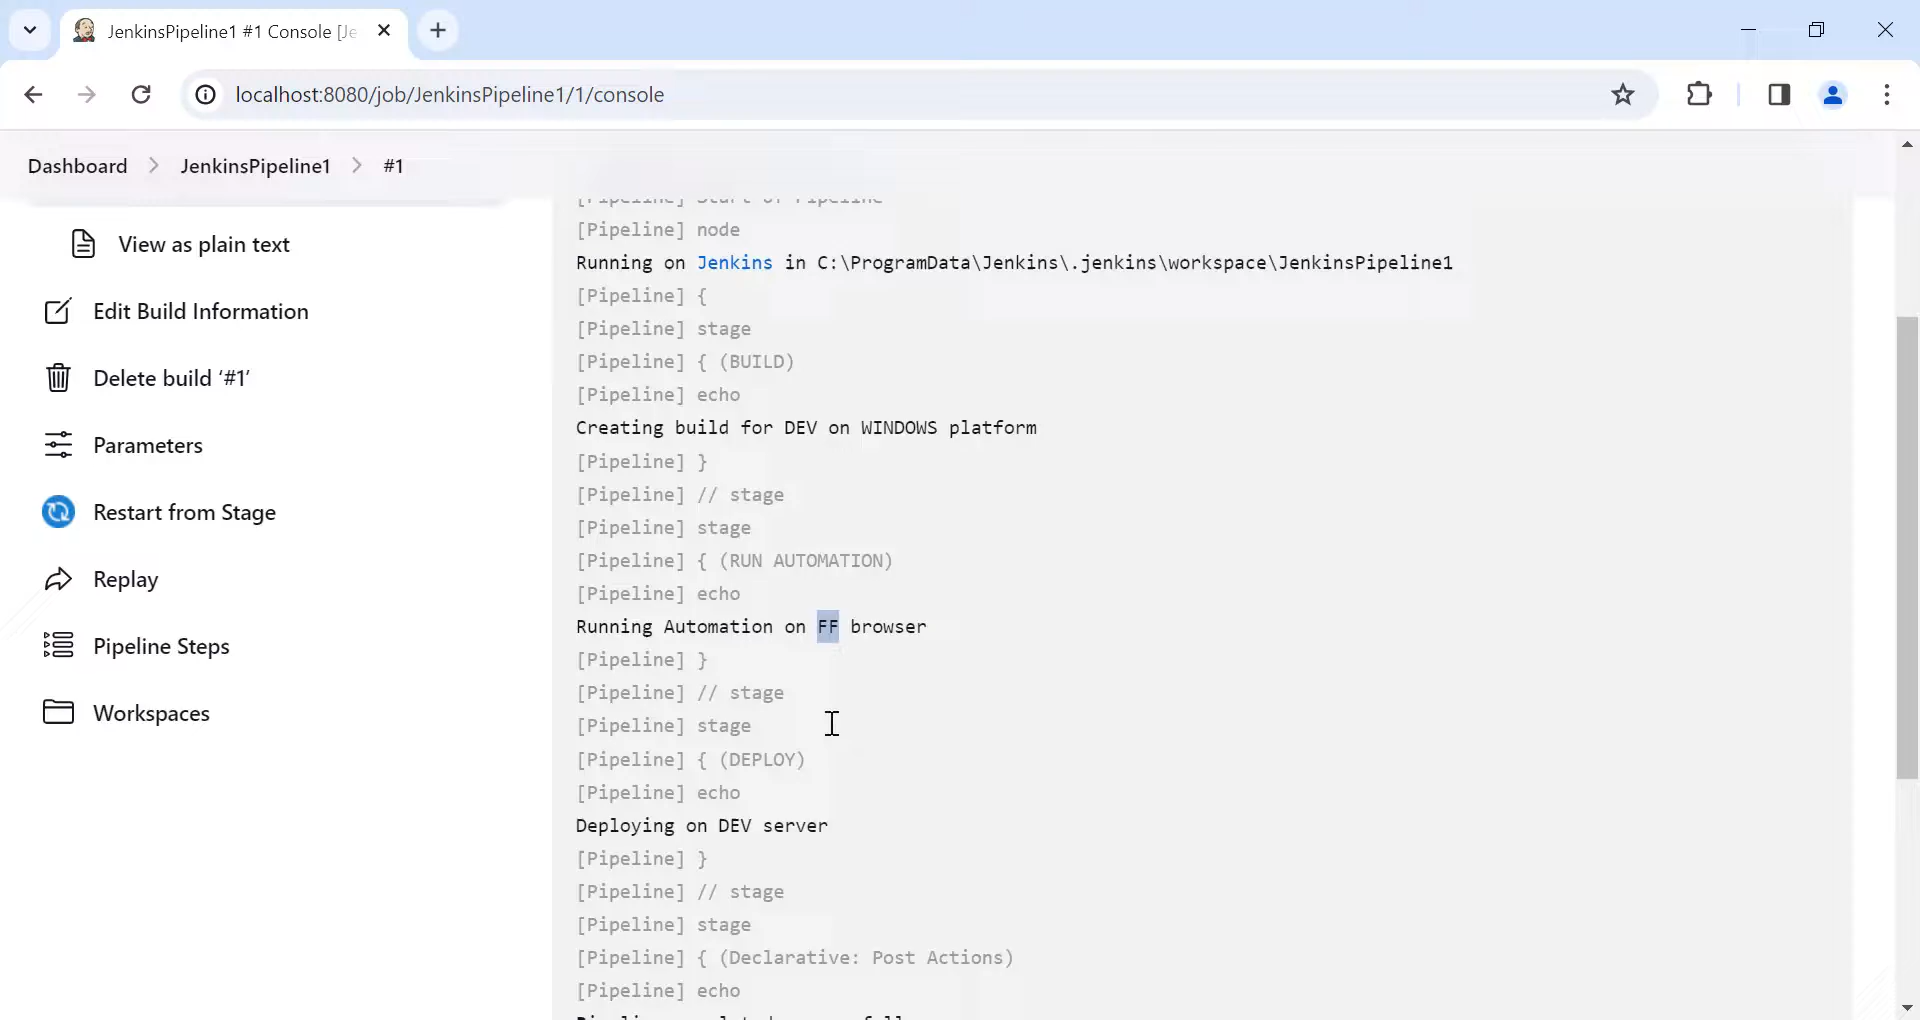 JenkinsPipeline1 #1 Console [Je
localhost:8080/job/JenkinsPipeline1/1/console
Dashboard > JenkinsPipeline1 > #1
View as plain text
Edit Build Information
Delete build ‘#1’
Parameters
Restart from Stage
Replay
Pipeline Steps
Workspaces
[Pipeline] Start of Pipeline
[Pipeline] node
Running on Jenkins in C:\ProgramData\Jenkins\.jenkins\workspace\JenkinsPipeline1
[Pipeline] {
[Pipeline] stage
[Pipeline] { (BUILD)
[Pipeline] echo
Creating build for DEV on WINDOWS platform
[Pipeline] }
[Pipeline] // stage
[Pipeline] stage
[Pipeline] { (RUN AUTOMATION)
[Pipeline] echo
Running Automation on FF browser
[Pipeline] }
[Pipeline] // stage
[Pipeline] stage
[Pipeline] { (DEPLOY)
[Pipeline] echo
Deploying on DEV server
[Pipeline] }
[Pipeline] // stage
[Pipeline] stage
[Pipeline] { (Declarative: Post Actions)
[Pipeline] echo